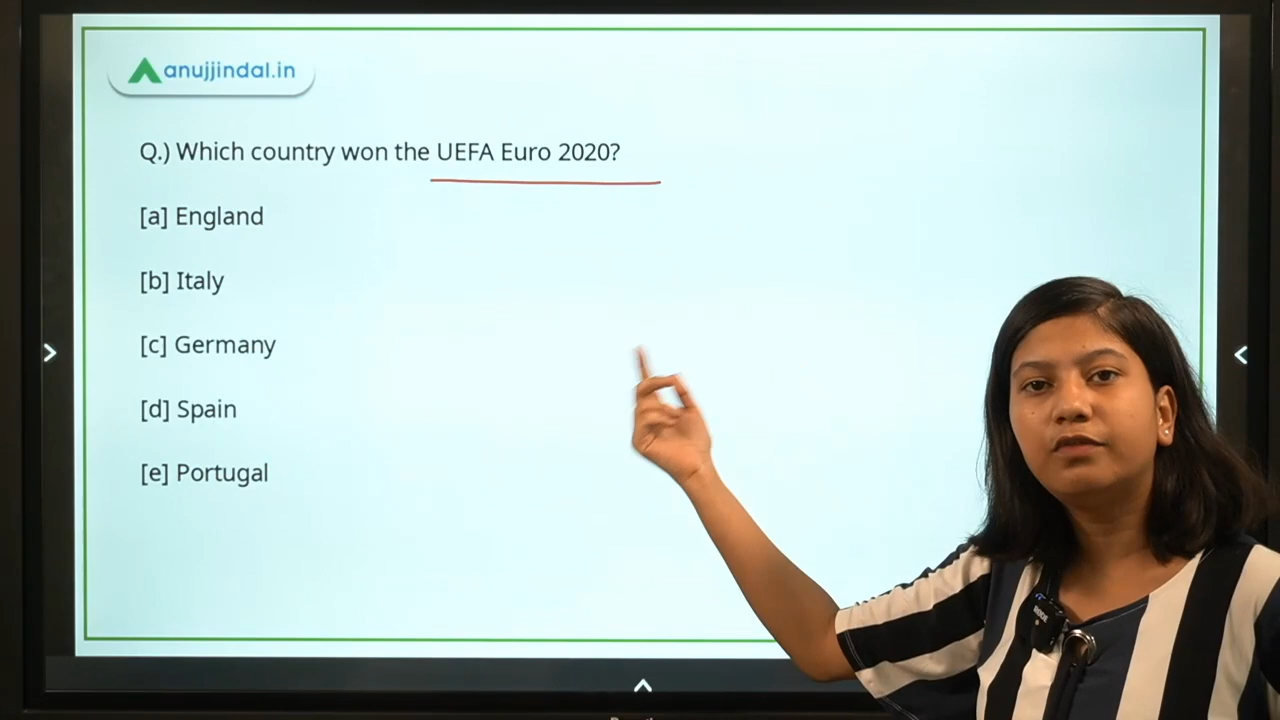 anujjindal.in
Q.) Which country won the UEFA Euro 2020?
[a] England
[b] Italy
[c] Germany
[d] Spain
[e] Portugal